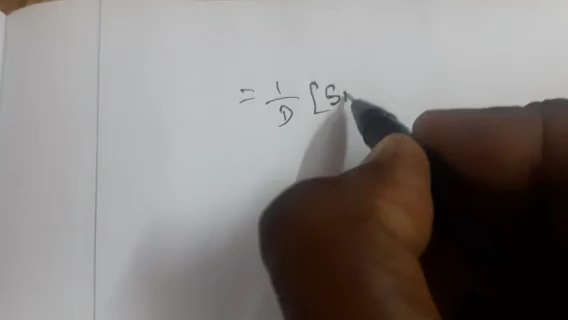 = 1/D [S